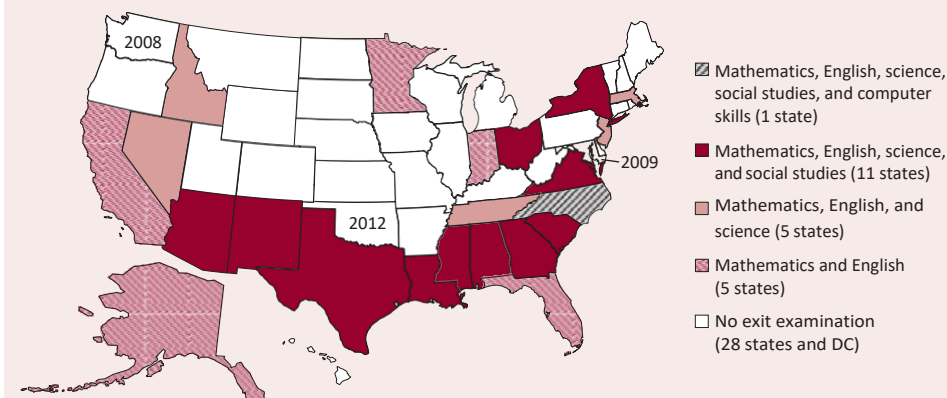 2008
2012
2009
Mathematics, English, science,
social studies, and computer
skills (1 state)
Mathematics, English, science,
and social studies (11 states)
Mathematics, English, and
science (5 states)
Mathematics and English
(5 states)
No exit examination
(28 states and DC)